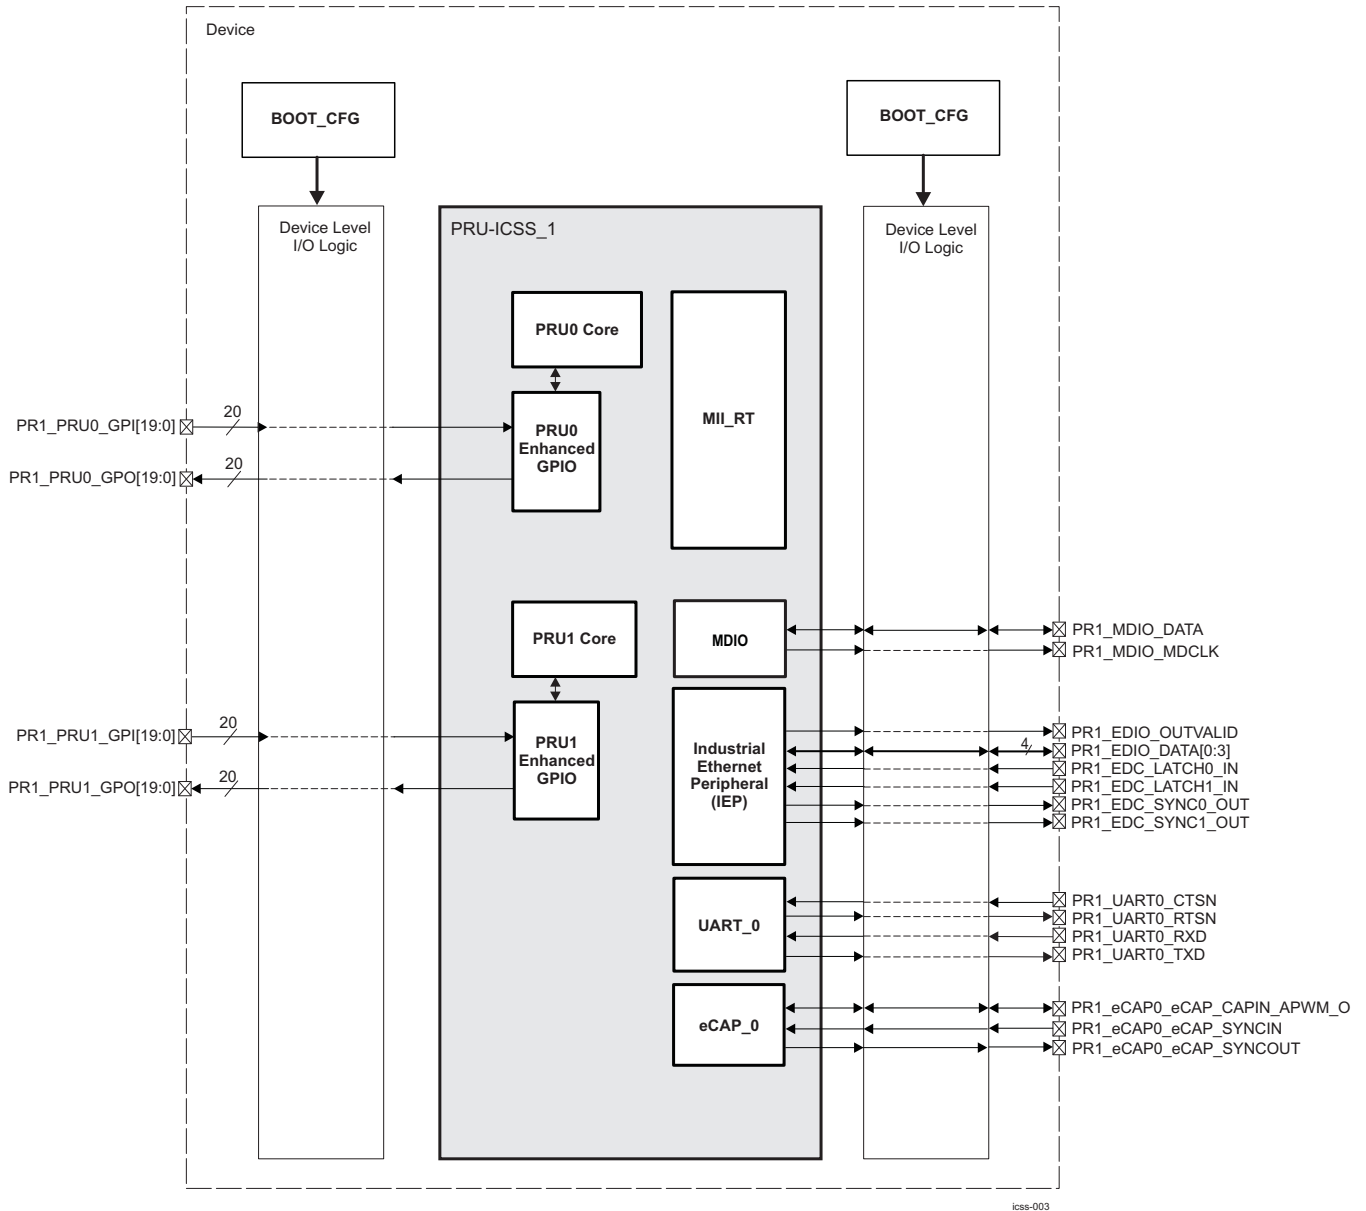 Device
BOOT_CFG
BOOT_CFG
Device Level
I/O Logic
PRU-ICSS_1
Device Level
I/O Logic
PRU0 Core
MII_RT
PR1_PRU0_GPI[19:0]
20
PRU0
Enhanced
GPIO
PR1_PRU0_GPO[19:0]
20
PRU1 Core
MDIO
PR1_MDIO_DATA
PR1_MDIO_MDCLK
PR1_PRU1_GPI[19:0]
20
PRU1
Enhanced
GPIO
PR1_PRU1_GPO[19:0]
20
Industrial
Ethernet
Peripheral
(IEP)
PR1_EDIO_OUTVALID
4
PR1_EDIO_DATA[0:3]
PR1_EDC_LATCH0_IN
PR1_EDC_LATCH1_IN
PR1_EDC_SYNC0_OUT
PR1_EDC_SYNC1_OUT
UART_0
PR1_UART0_CTSN
PR1_UART0_RTSN
PR1_UART0_RXD
PR1_UART0_TXD
eCAP_0
PR1_eCAP0_eCAP_CAPIN_APWM_O
PR1_eCAP0_eCAP_SYNCIN
PR1_eCAP0_eCAP_SYNCOUT
icss-003